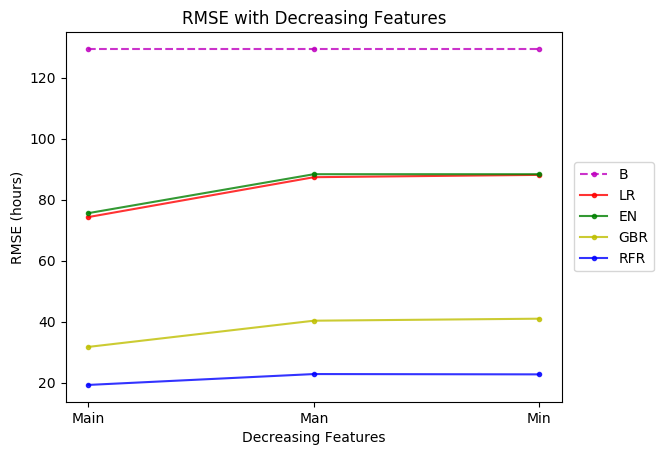 RMSE with Decreasing Features
RMSE (hours)
120
100
80
60
40
20
Main Man Min
Decreasing Features
B
LR
EN
GBR
RFR